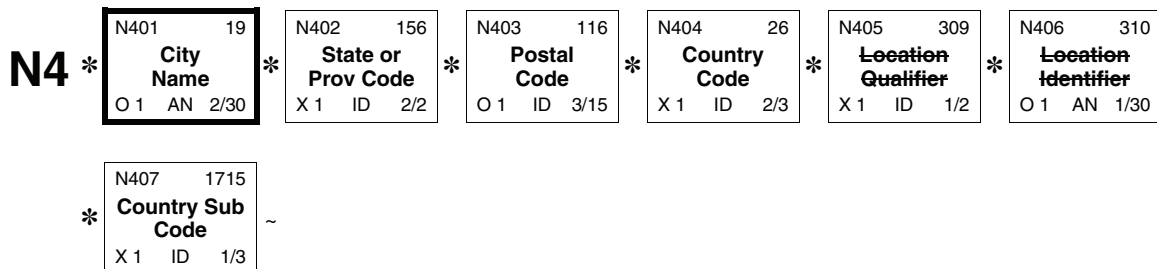 N4 * N401 19 * N402 156 * N403 116 * N404 26 * N405 309 * N406 310
City Name State or Prov Code Postal Code Country Code Location Qualifier Location Identifier
O 1 AN 2/30 X 1 ID 2/2 O 1 ID 3/15 X 1 ID 2/3 X 1 ID 1/2 O 1 AN 1/30
* N407 1715
Country Sub
Code ~
X 1 ID 1/3